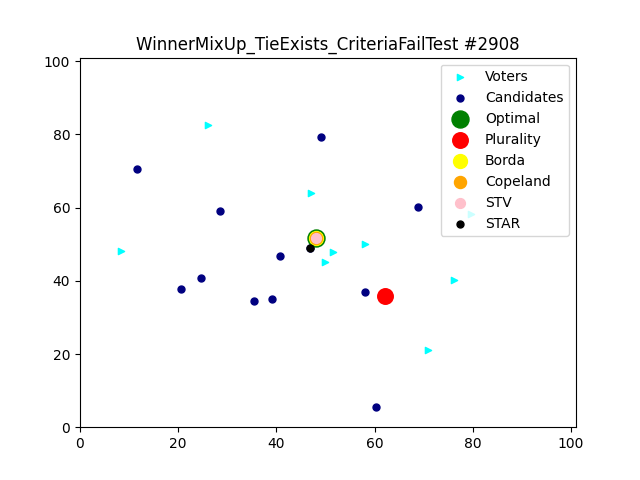 WinnerMixUp_TieExists_CriteriaFailTest #2908
100
80
60
40
20
0
0
20
40
60
80
100
Voters
Candidates
Optimal
Plurality
Borda
Copeland
STV
STAR